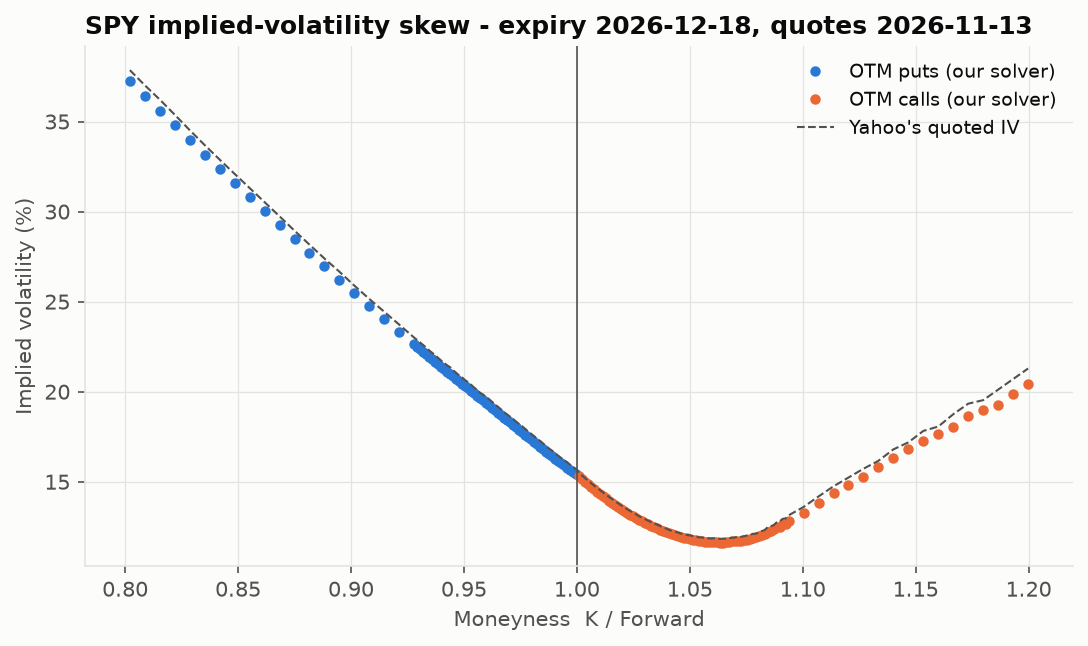 SPY implied-volatility skew - expiry 2026-12-18, quotes 2026-11-13
OTM puts (our solver)
OTM calls (our solver)
Yahoo's quoted IV
Implied volatility (%)
35
30
25
20
15
0.80 0.85 0.90 0.95 1.00 1.05 1.10 1.15 1.20
Moneyness K / Forward